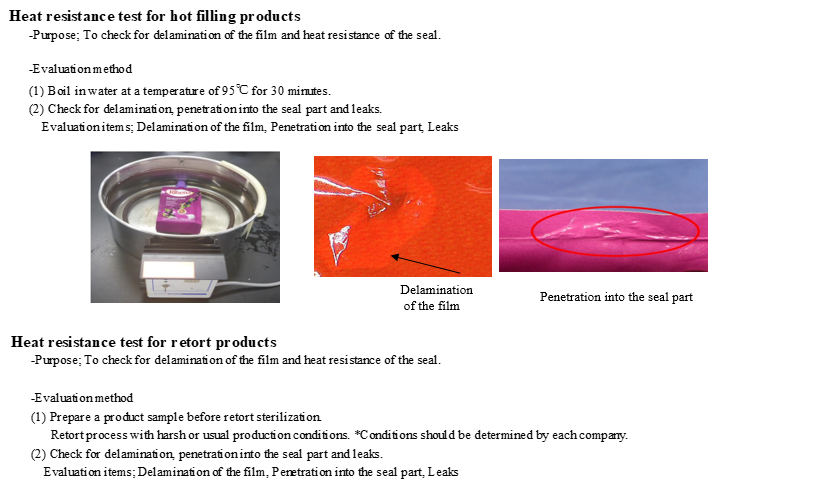 Heat resistance test for hot filling products
-Purpose; To check for delamination of the film and heat resistance of the seal.
-Evaluation method
(1) Boil in water at a temperature of 95℃ for 30 minutes.
(2) Check for delamination, penetration into the seal part and leaks.
Evaluation items; Delamination of the film, Penetration into the seal part, Leaks
Delamination
of the film
Penetration into the seal part
Heat resistance test for retort products
-Purpose; To check for delamination of the film and heat resistance of the seal.
-Evaluation method
(1) Prepare a product sample before retort sterilization.
Retort process with harsh or usual production conditions. *Conditions should be determined by each company.
(2) Check for delamination, penetration into the seal part and leaks.
Evaluation items; Delamination of the film, Penetration into the seal part, Leaks